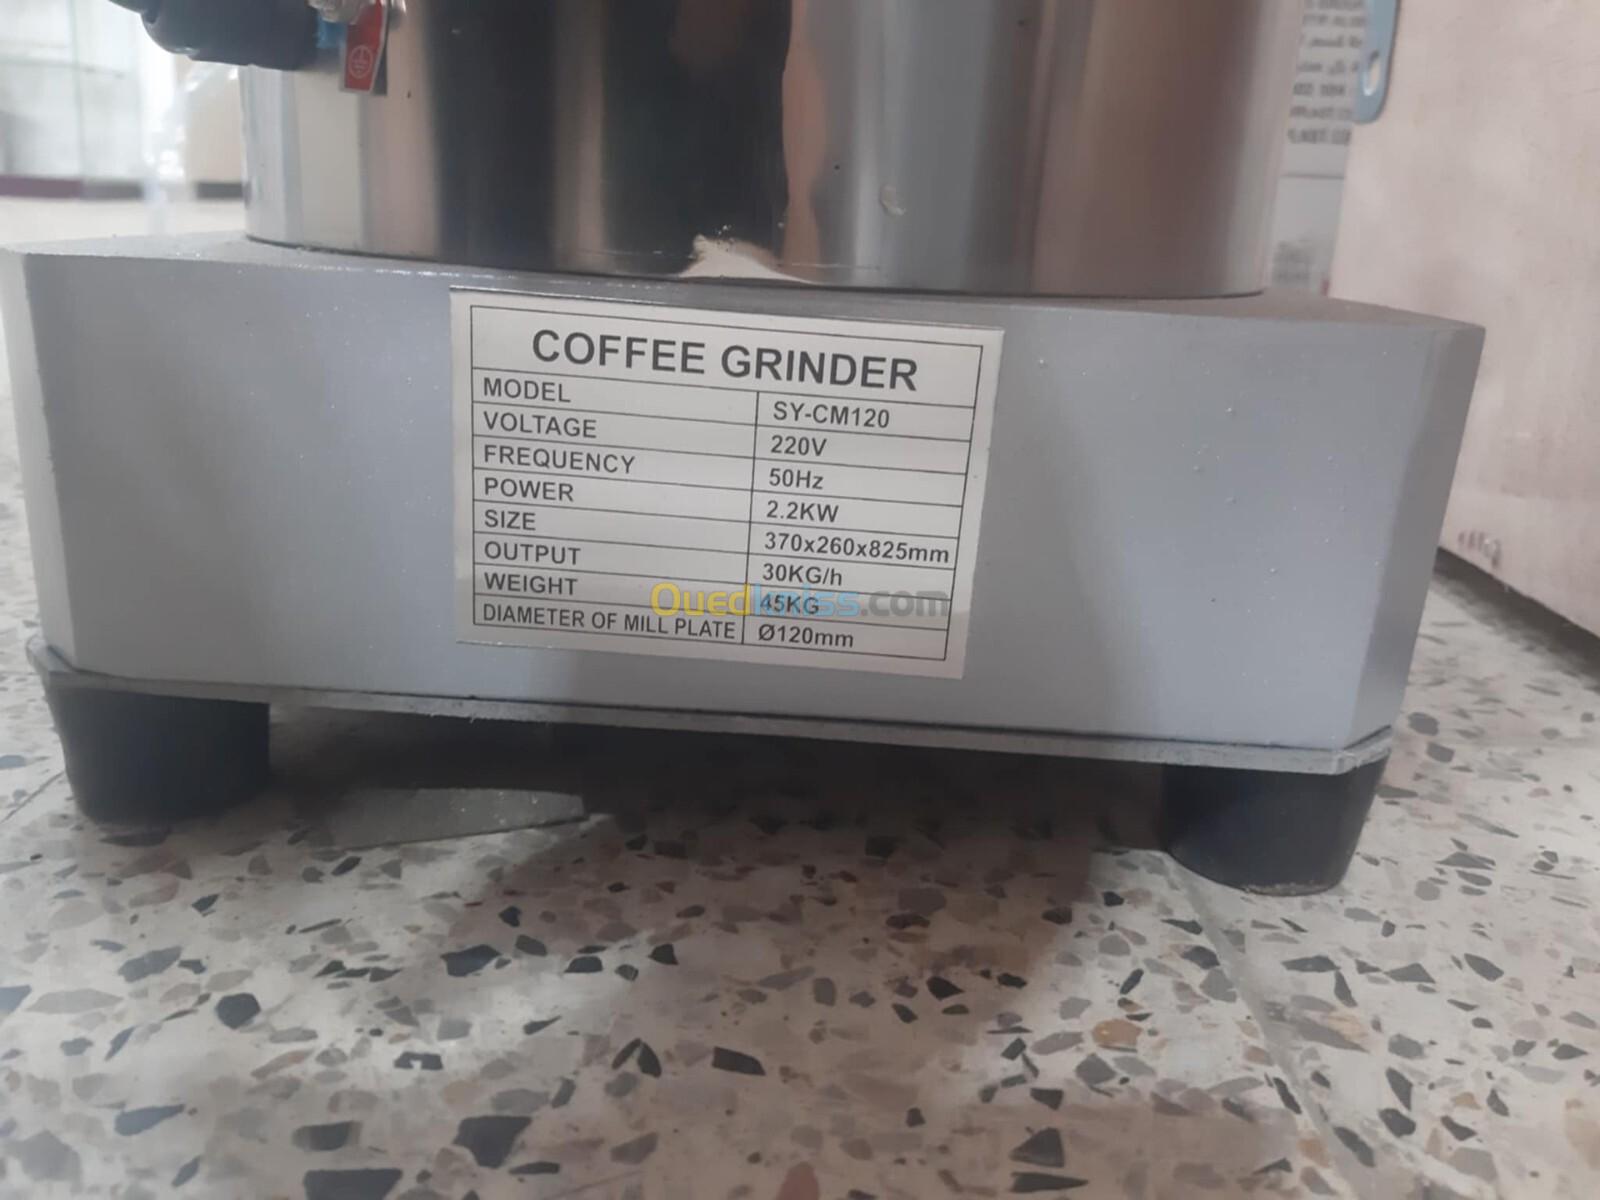 COFFEE GRINDER
MODEL SY-CM120
VOLTAGE 220V
FREQUENCY 50Hz
POWER 2.2KW
SIZE 370x260x825mm
OUTPUT 30KG/h
WEIGHT 45KG
DIAMETER OF MILL PLATE Ø120mm
Ouedkniss.com